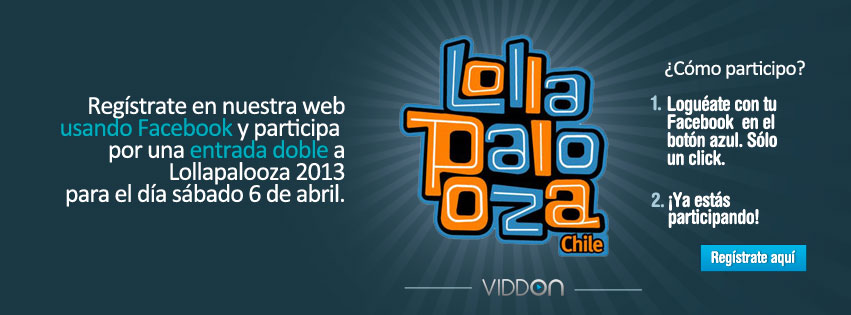 Regístrate en nuestra web
usando Facebook y participa
por una entrada doble a
Lollapalooza 2013
para el día sábado 6 de abril.
Lolla
Palo
oza
Chile
VIDDON
¿Cómo participo?
1. Loguéate con tu
Facebook en el
botón azul. Sólo
un click.
2. ¡Ya estás
participando!
Regístrate aquí